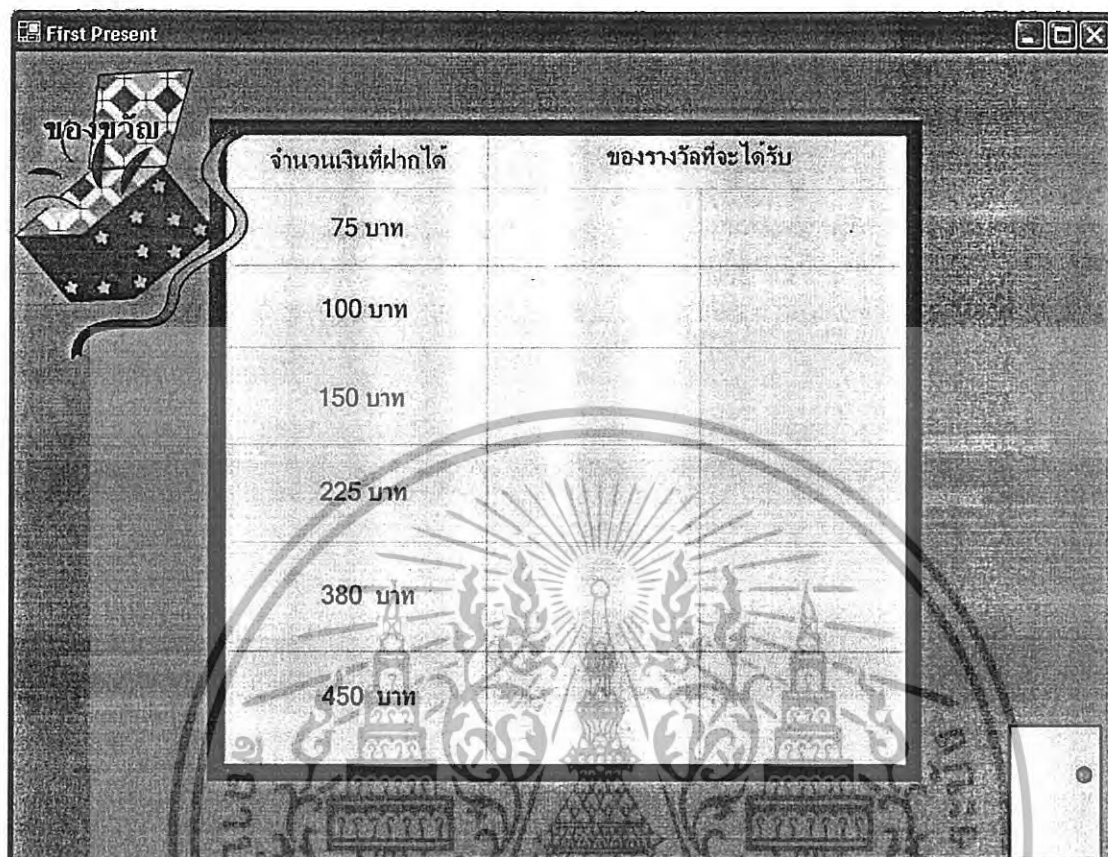 First Present
ของขวัญ
จำนวนเงินที่ฝากได้ ของรางวัลที่จะได้รับ
75 บาท
100 บาท
150 บาท
225 บาท
380 บาท
450 บาท